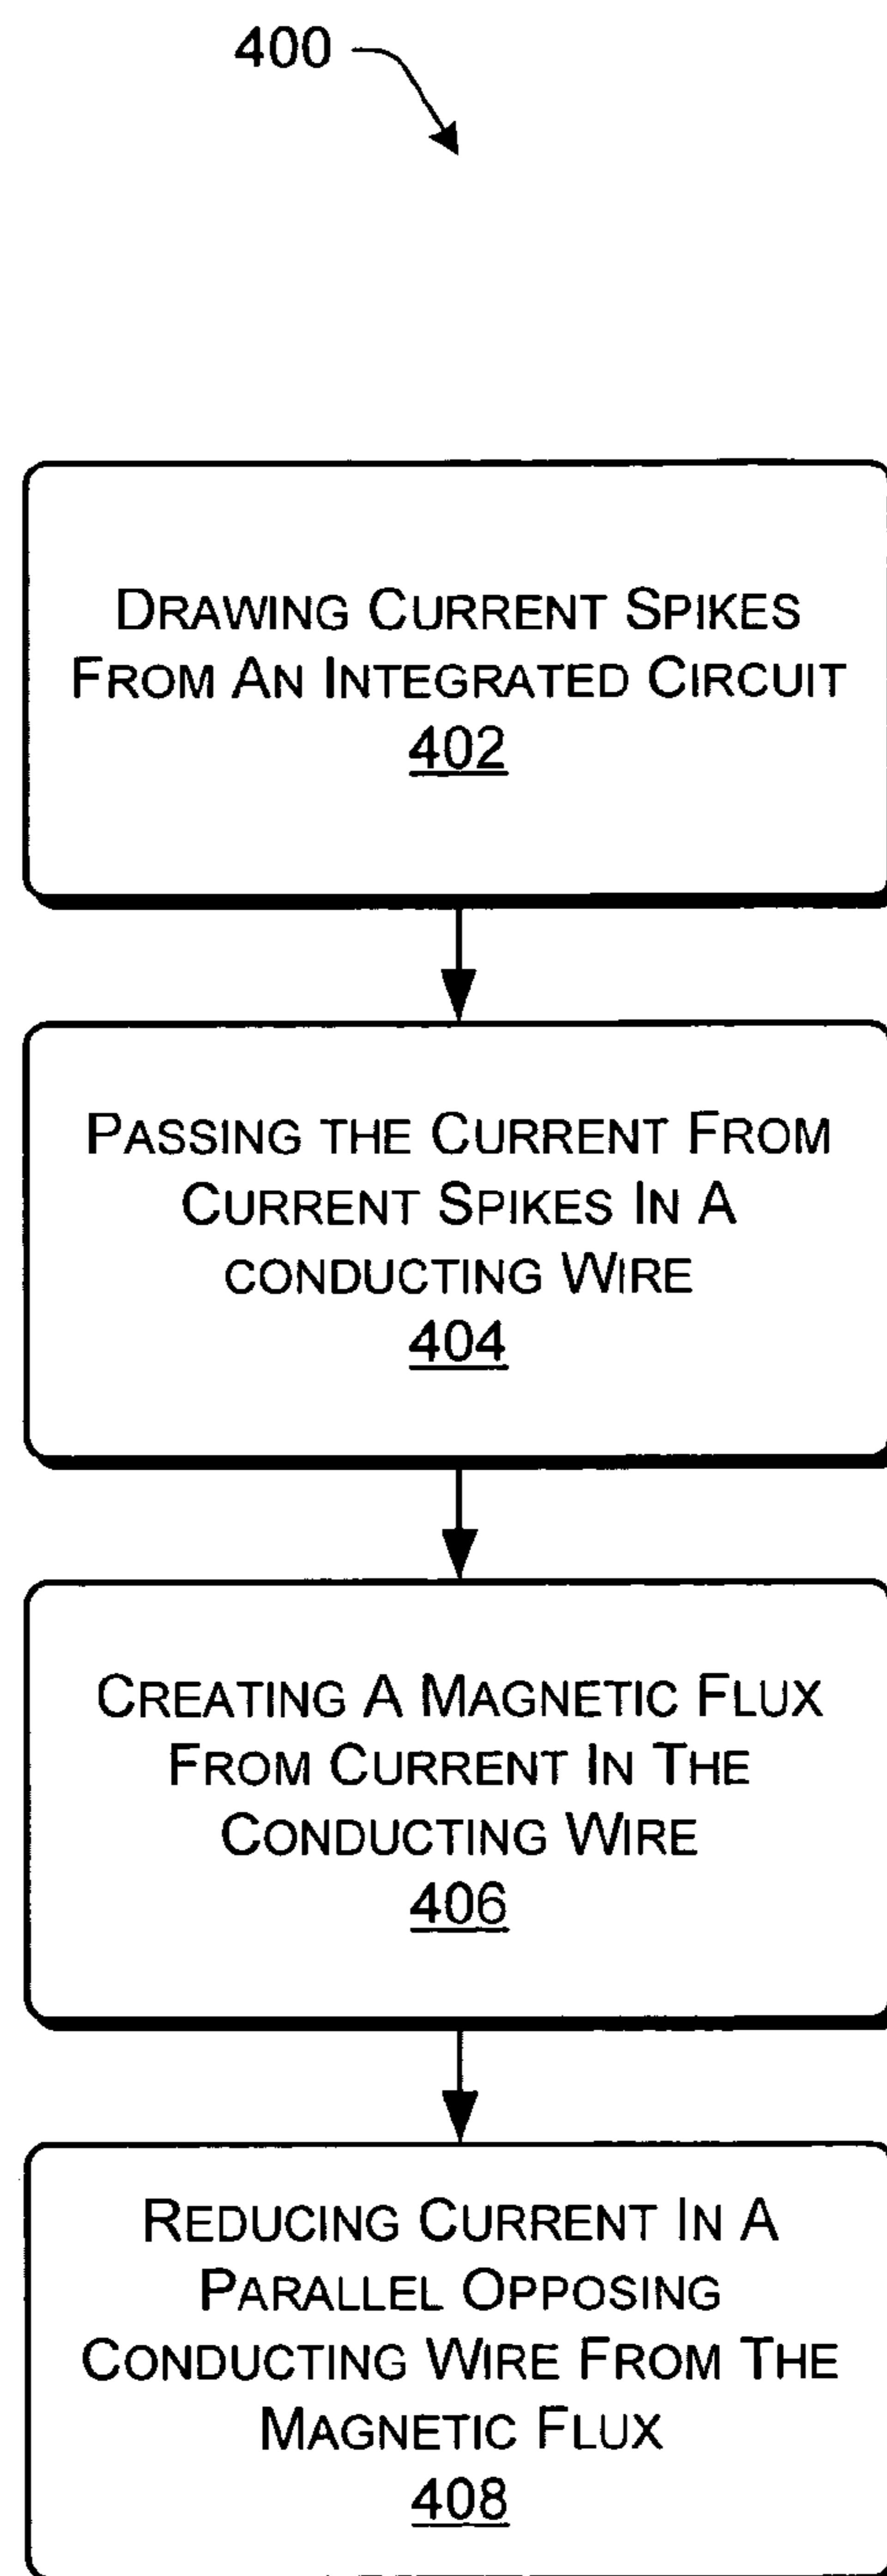 400
DRAWING CURRENT SPIKES
FROM AN INTEGRATED CIRCUIT
402
PASSING THE CURRENT FROM
CURRENT SPIKES IN A
CONDUCTING WIRE
404
CREATING A MAGNETIC FLUX
FROM CURRENT IN THE
CONDUCTING WIRE
406
REDUCING CURRENT IN A
PARALLEL OPPOSING
CONDUCTING WIRE FROM THE
MAGNETIC FLUX
408